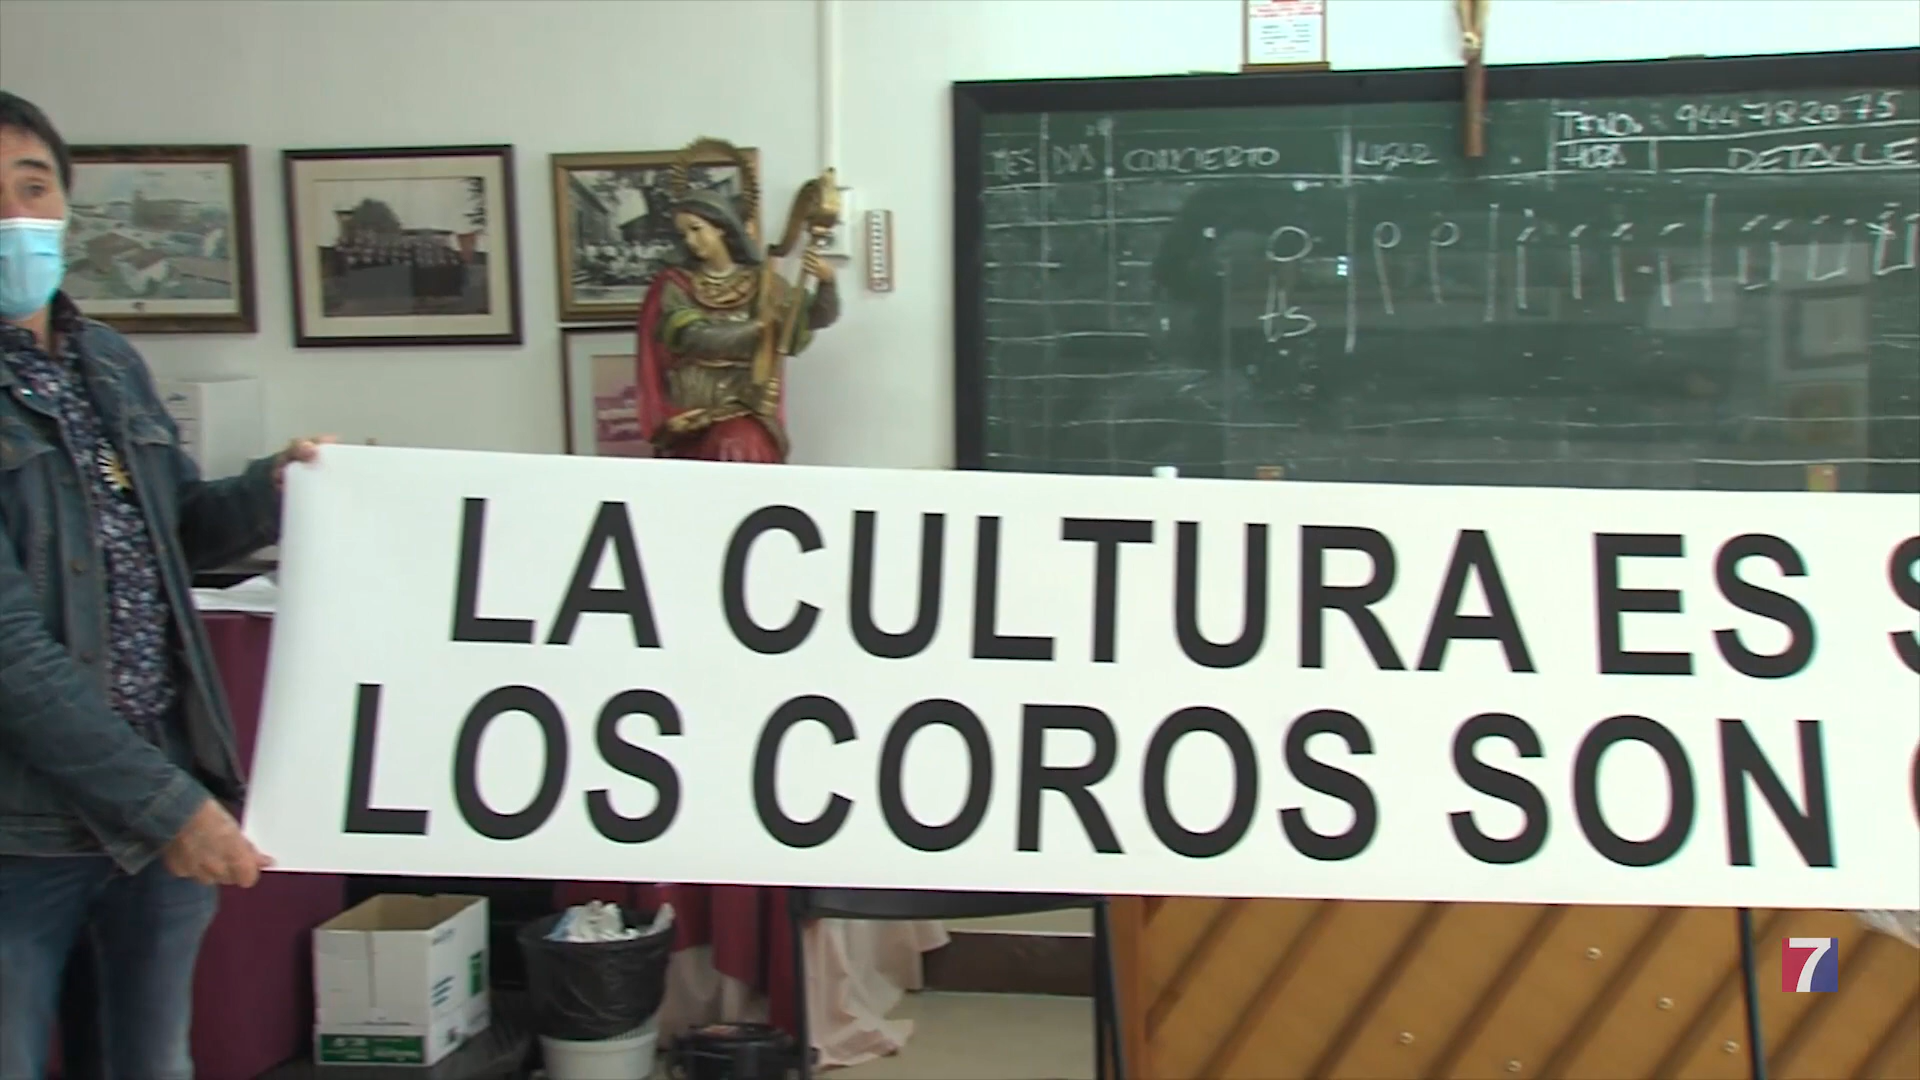 TFNO. 944782075
MES DIAS CONCIERTO LUGAR HORA DETALLE
LA CULTURA ES S
LOS COROS SON
7